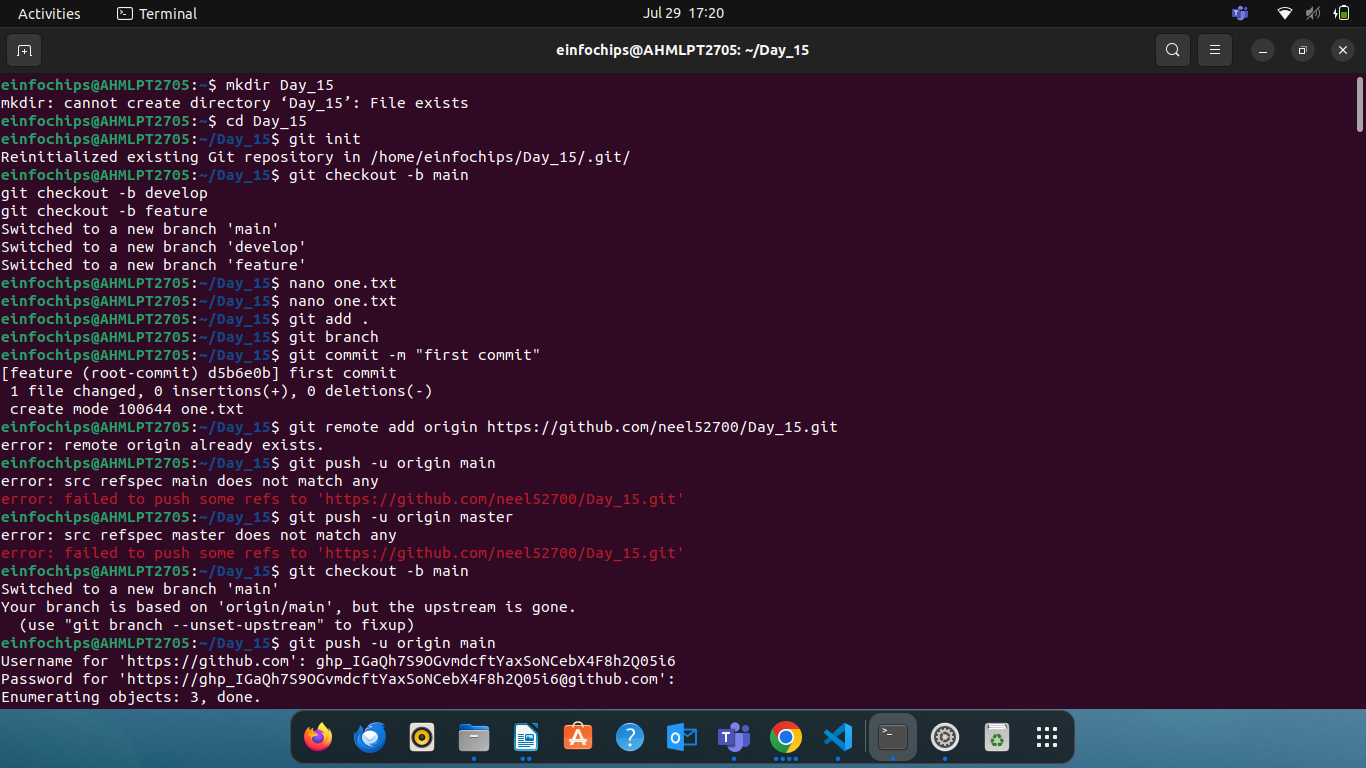 Activities
Terminal
Jul 29 17:20
einfochips@AHMLPT2705: ~/Day_15
einfochips@AHMLPT2705:~$ mkdir Day_15
mkdir: cannot create directory ‘Day_15’: File exists
einfochips@AHMLPT2705:~$ cd Day_15
einfochips@AHMLPT2705:~/Day_15$ git init
Reinitialized existing Git repository in /home/einfochips/Day_15/.git/
einfochips@AHMLPT2705:~/Day_15$ git checkout -b main
git checkout -b develop
git checkout -b feature
Switched to a new branch 'main'
Switched to a new branch 'develop'
Switched to a new branch 'feature'
einfochips@AHMLPT2705:~/Day_15$ nano one.txt
einfochips@AHMLPT2705:~/Day_15$ nano one.txt
einfochips@AHMLPT2705:~/Day_15$ git add .
einfochips@AHMLPT2705:~/Day_15$ git branch
einfochips@AHMLPT2705:~/Day_15$ git commit -m "first commit"
[feature (root-commit) d5b6e0b] first commit
 1 file changed, 0 insertions(+), 0 deletions(-)
 create mode 100644 one.txt
einfochips@AHMLPT2705:~/Day_15$ git remote add origin https://github.com/neel52700/Day_15.git
error: remote origin already exists.
einfochips@AHMLPT2705:~/Day_15$ git push -u origin main
error: src refspec main does not match any
error: failed to push some refs to 'https://github.com/neel52700/Day_15.git'
einfochips@AHMLPT2705:~/Day_15$ git push -u origin master
error: src refspec master does not match any
error: failed to push some refs to 'https://github.com/neel52700/Day_15.git'
einfochips@AHMLPT2705:~/Day_15$ git checkout -b main
Switched to a new branch 'main'
Your branch is based on 'origin/main', but the upstream is gone.
  (use "git branch --unset-upstream" to fixup)
einfochips@AHMLPT2705:~/Day_15$ git push -u origin main
Username for 'https://github.com': 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
Password for 'https://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@github.com':
Enumerating objects: 3, done.